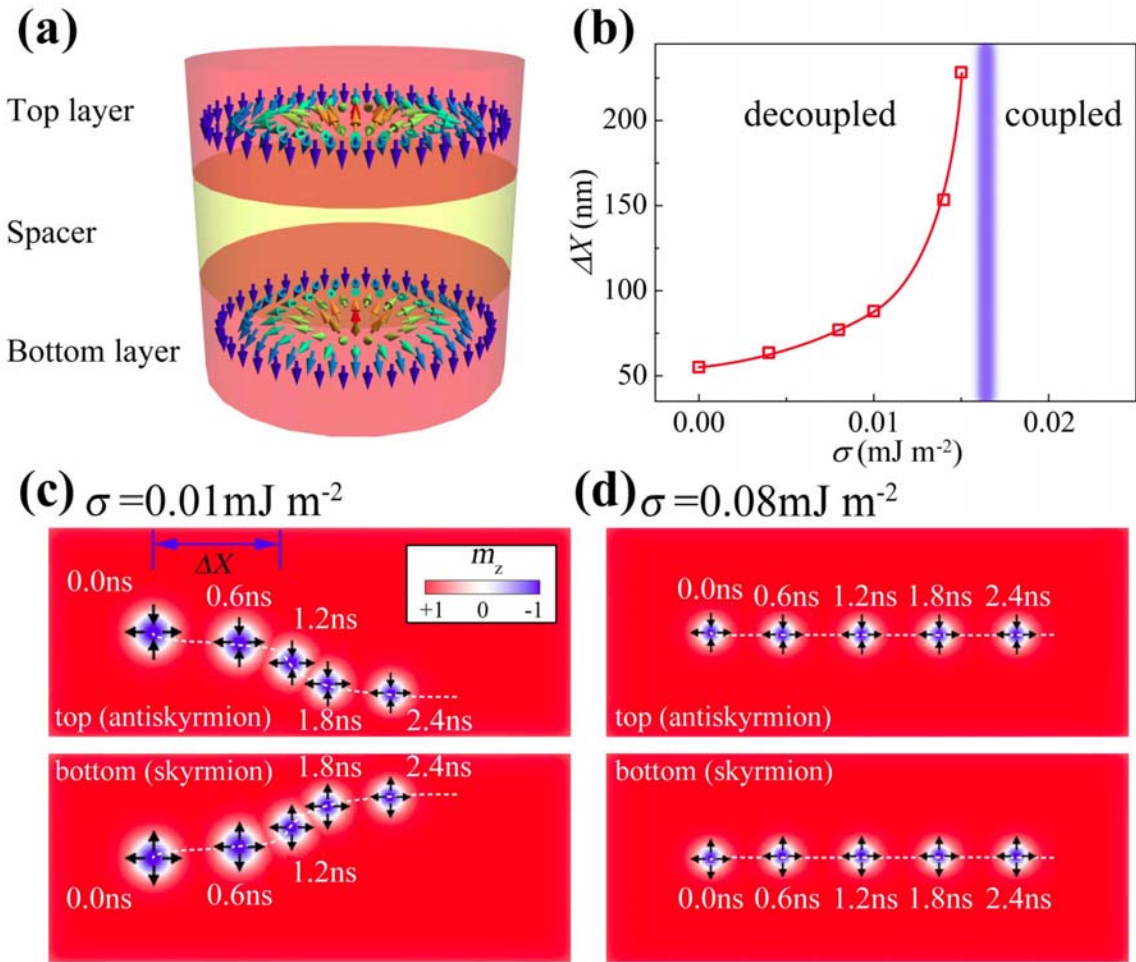 (a)
Top layer
Spacer
Bottom layer
(b)
decoupled
coupled
ΔX (nm)
200
150
100
50
0.00
0.01
0.02
σ (mJ m⁻²)
(c) σ =0.01mJ m⁻²
ΔX
m_z
+1 0 -1
0.0ns
0.6ns
1.2ns
1.8ns
2.4ns
top (antiskyrmion)
bottom (skyrmion)
1.8ns
2.4ns
1.2ns
0.6ns
0.0ns
(d) σ =0.08mJ m⁻²
0.0ns 0.6ns 1.2ns 1.8ns 2.4ns
top (antiskyrmion)
bottom (skyrmion)
0.0ns 0.6ns 1.2ns 1.8ns 2.4ns